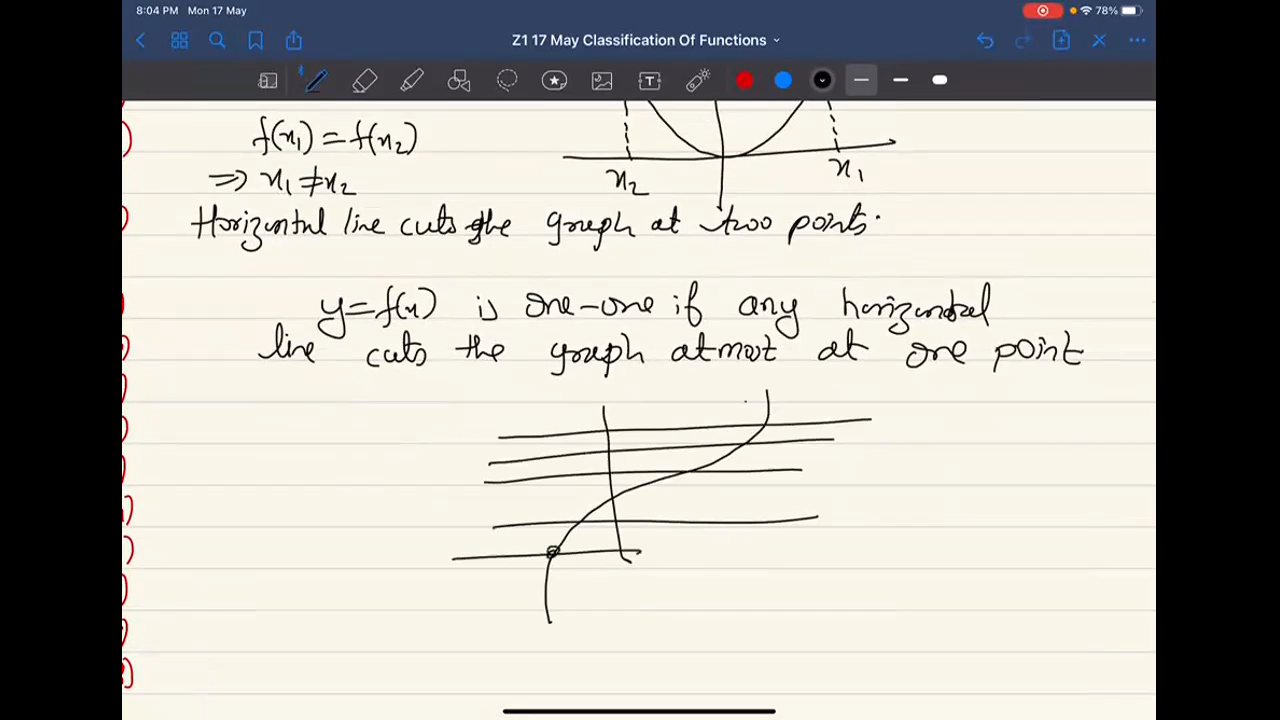 8:04 PM Mon 17 May
78%
Z1 17 May Classification Of Functions
f(x1) = f(x2)
⇒ x1 ≠ x2
x2
x1
Horizontal line cuts the graph at two points.
y=f(x) is one-one if any horizontal
line cuts the graph atmost at one point